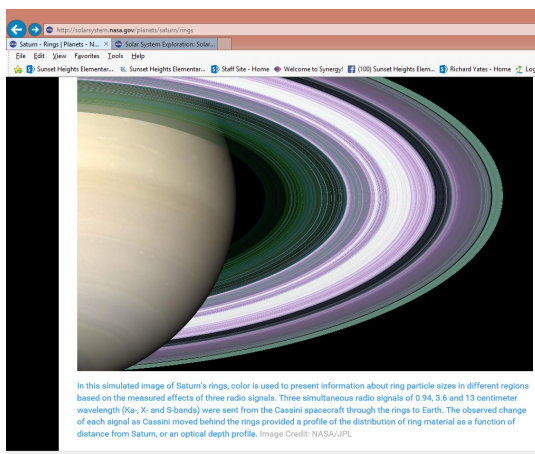 http://solarsystem.nasa.gov/planets/saturn/rings
Saturn - Rings | Planets - N... Solar System Exploration: Solar...
File Edit View Favorites Tools Help
Sunset Heights Elementar... Sunset Heights Elementar... Staff Site - Home Welcome to Synergy! (100) Sunset Heights Elem... Richard Yates - Home Log
In this simulated image of Saturn's rings, color is used to present information about ring particle sizes in different regions
based on the measured effects of three radio signals. Three simultaneous radio signals of 0.94, 3.6 and 13 centimeter
wavelength (Ka-, X- and S-bands) were sent from the Cassini spacecraft through the rings to Earth. The observed change
of each signal as Cassini moved behind the rings provided a profile of the distribution of ring material as a function of
distance from Saturn, or an optical depth profile. Image Credit: NASA/JPL